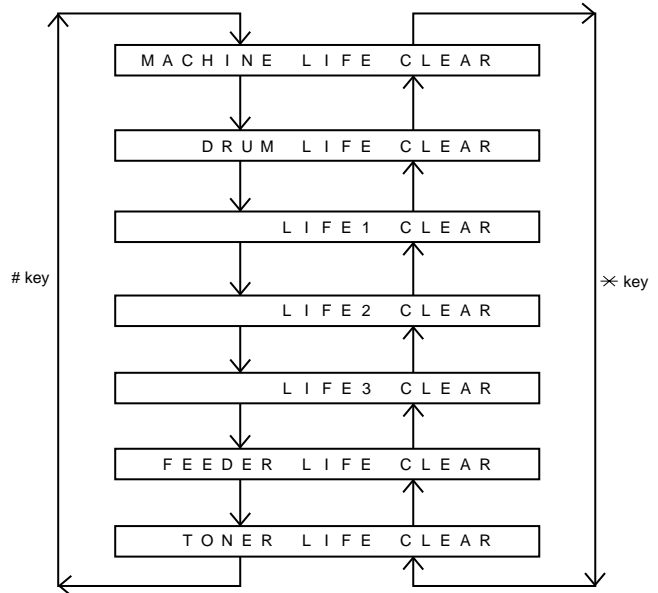 MACHINE LIFE CLEAR
DRUM LIFE CLEAR
LIFE1 CLEAR
# key
✳ key
LIFE2 CLEAR
LIFE3 CLEAR
FEEDER LIFE CLEAR
TONER LIFE CLEAR